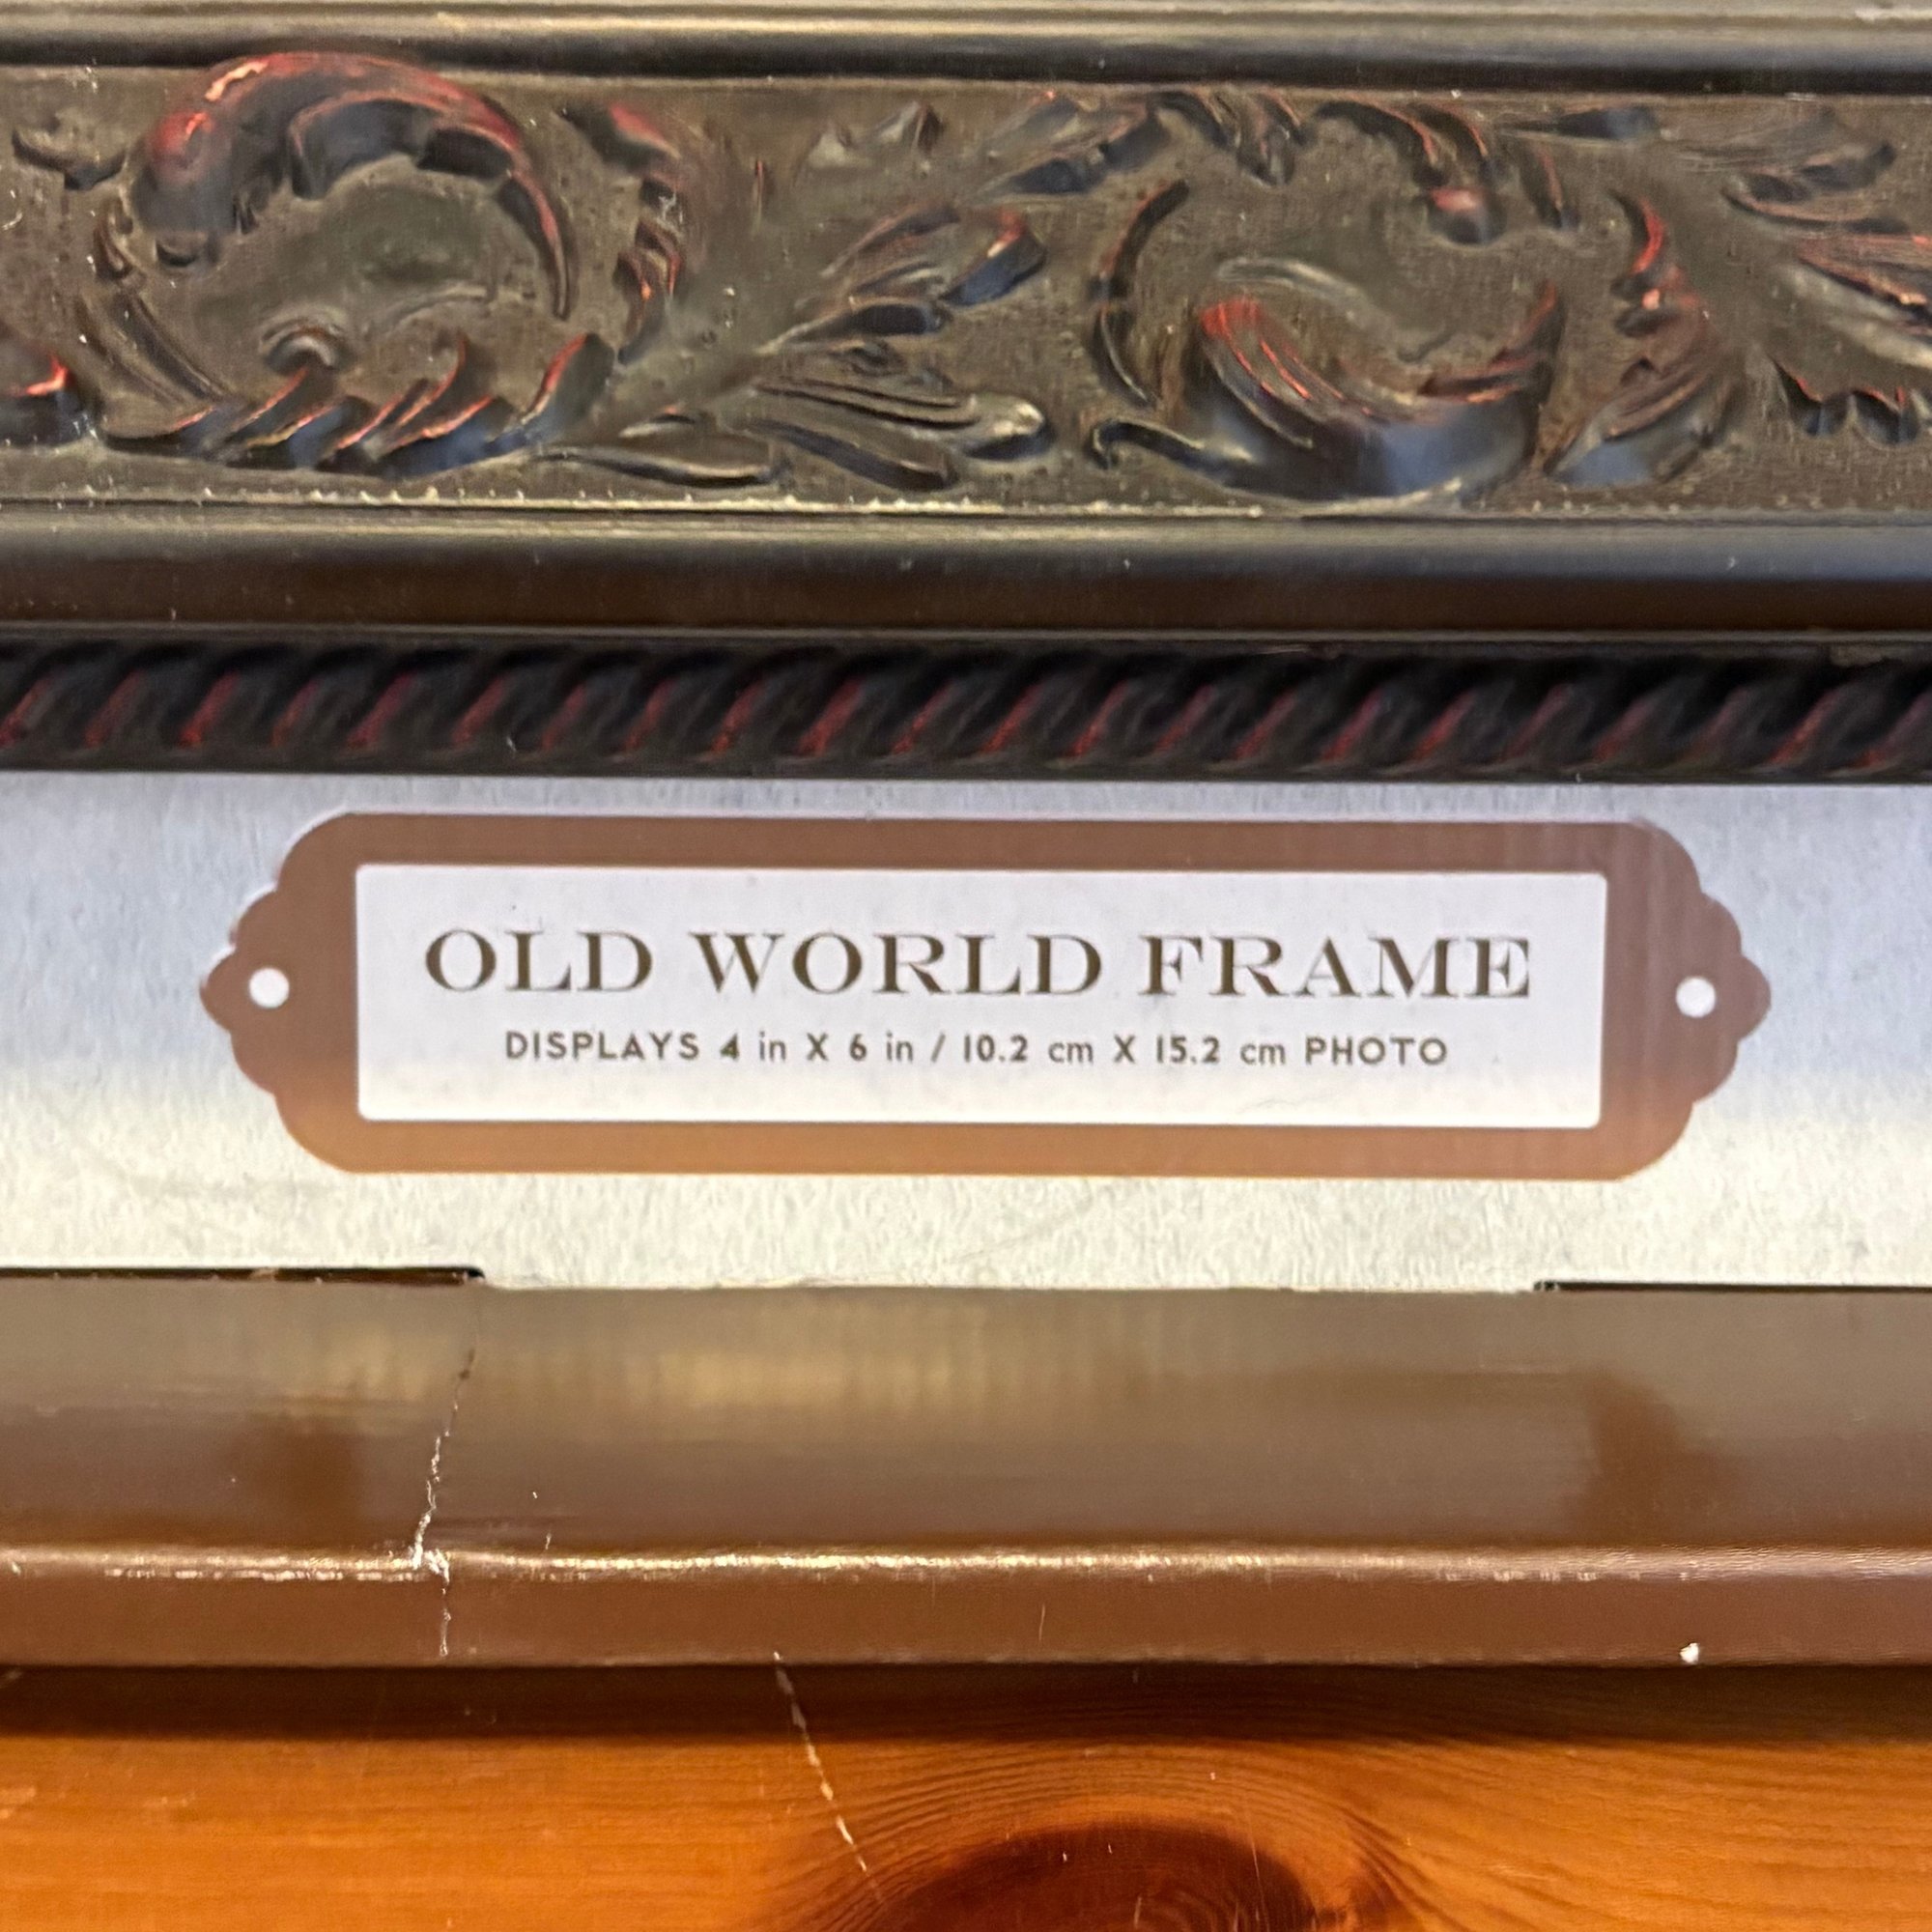 OLD WORLD FRAME
DISPLAYS 4 in X 6 in / 10.2 cm X 15.2 cm PHOTO